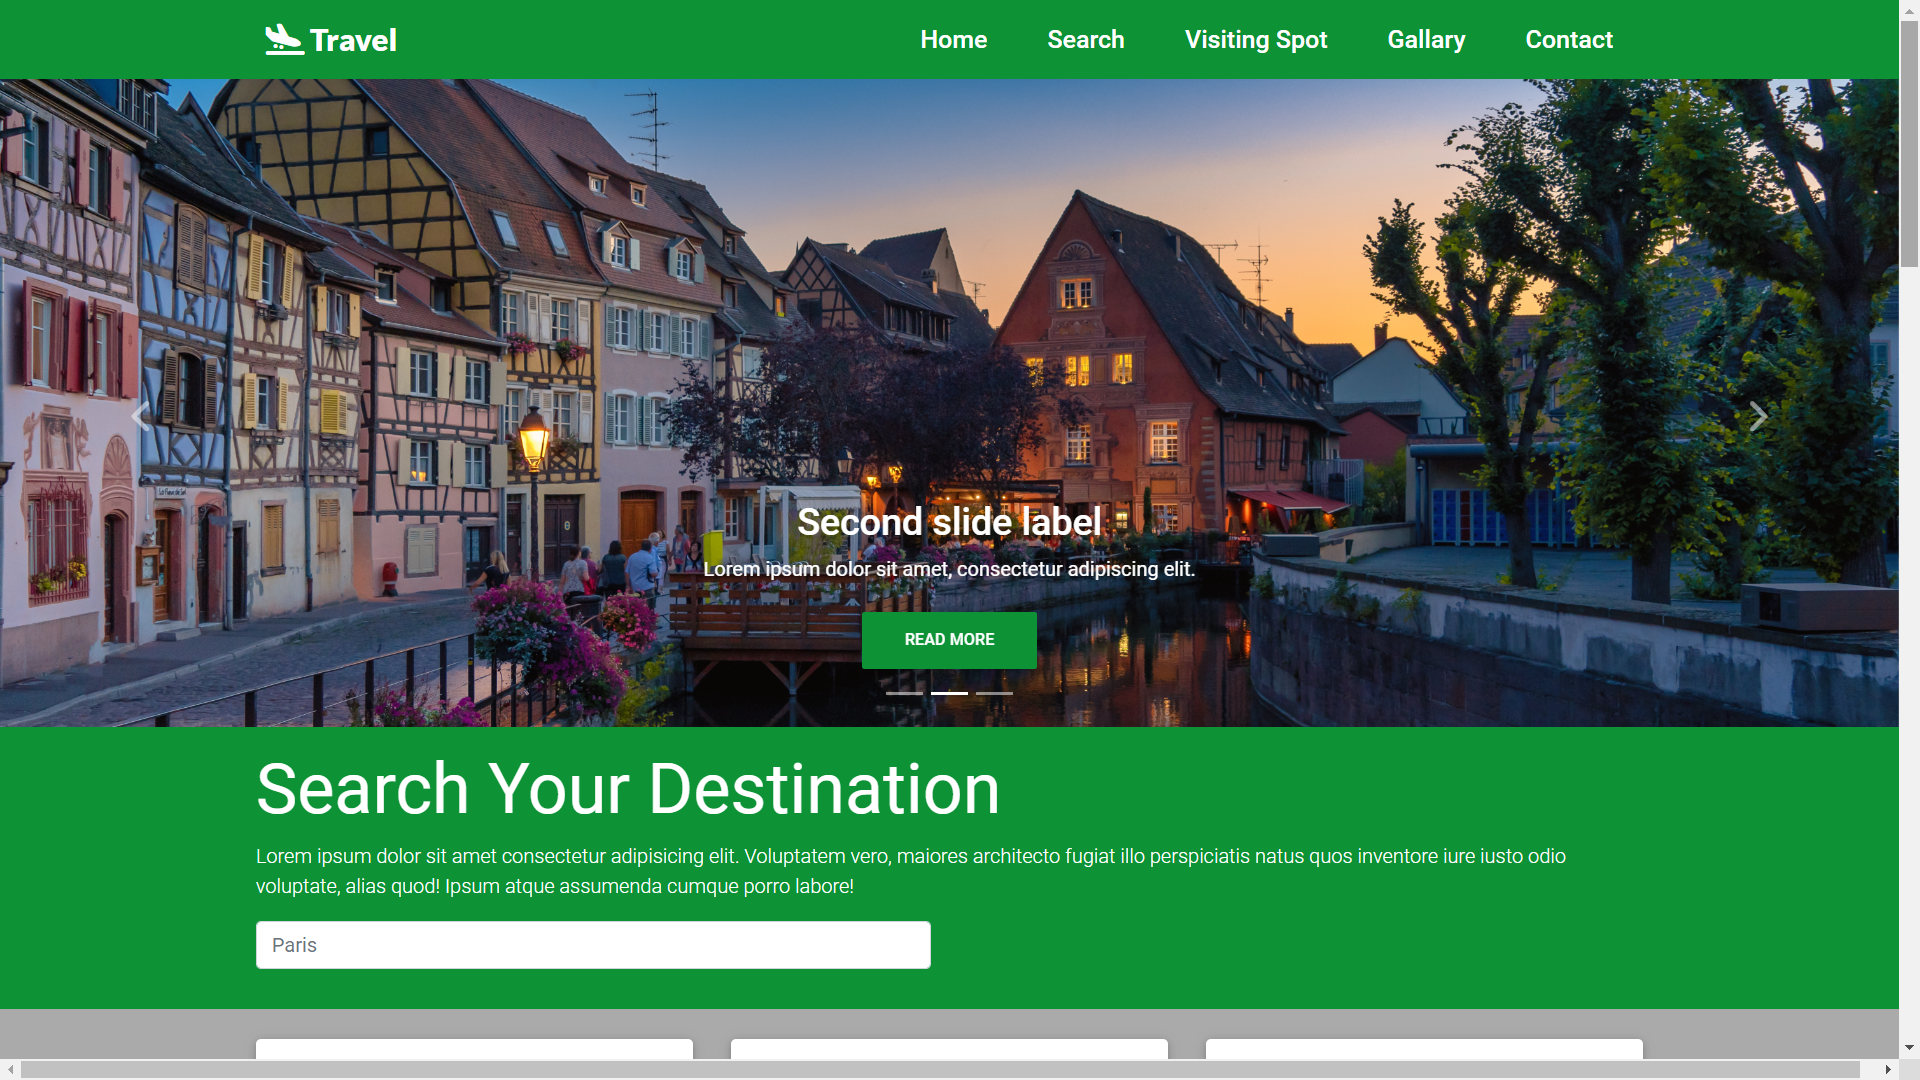 Travel
Home
Search
Visiting Spot
Gallary
Contact
Second slide label
Lorem ipsum dolor sit amet, consectetur adipiscing elit.
READ MORE
Search Your Destination
Lorem ipsum dolor sit amet consectetur adipisicing elit. Voluptatem vero, maiores architecto fugiat illo perspiciatis natus quos inventore iure iusto odio
voluptate, alias quod! Ipsum atque assumenda cumque porro labore!
Paris